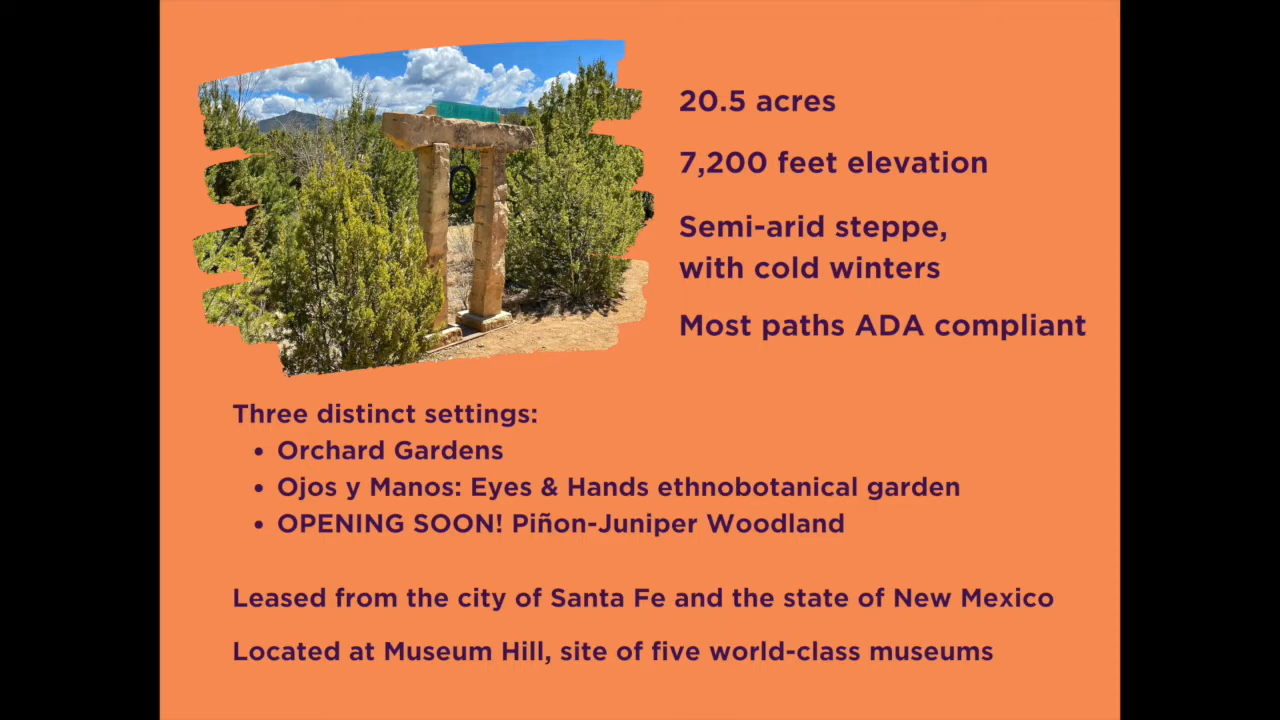 20.5 acres
7,200 feet elevation
Semi-arid steppe,
with cold winters
Most paths ADA compliant
Three distinct settings:
• Orchard Gardens
• Ojos y Manos: Eyes & Hands ethnobotanical garden
• OPENING SOON! Piñon-Juniper Woodland
Leased from the city of Santa Fe and the state of New Mexico
Located at Museum Hill, site of five world-class museums